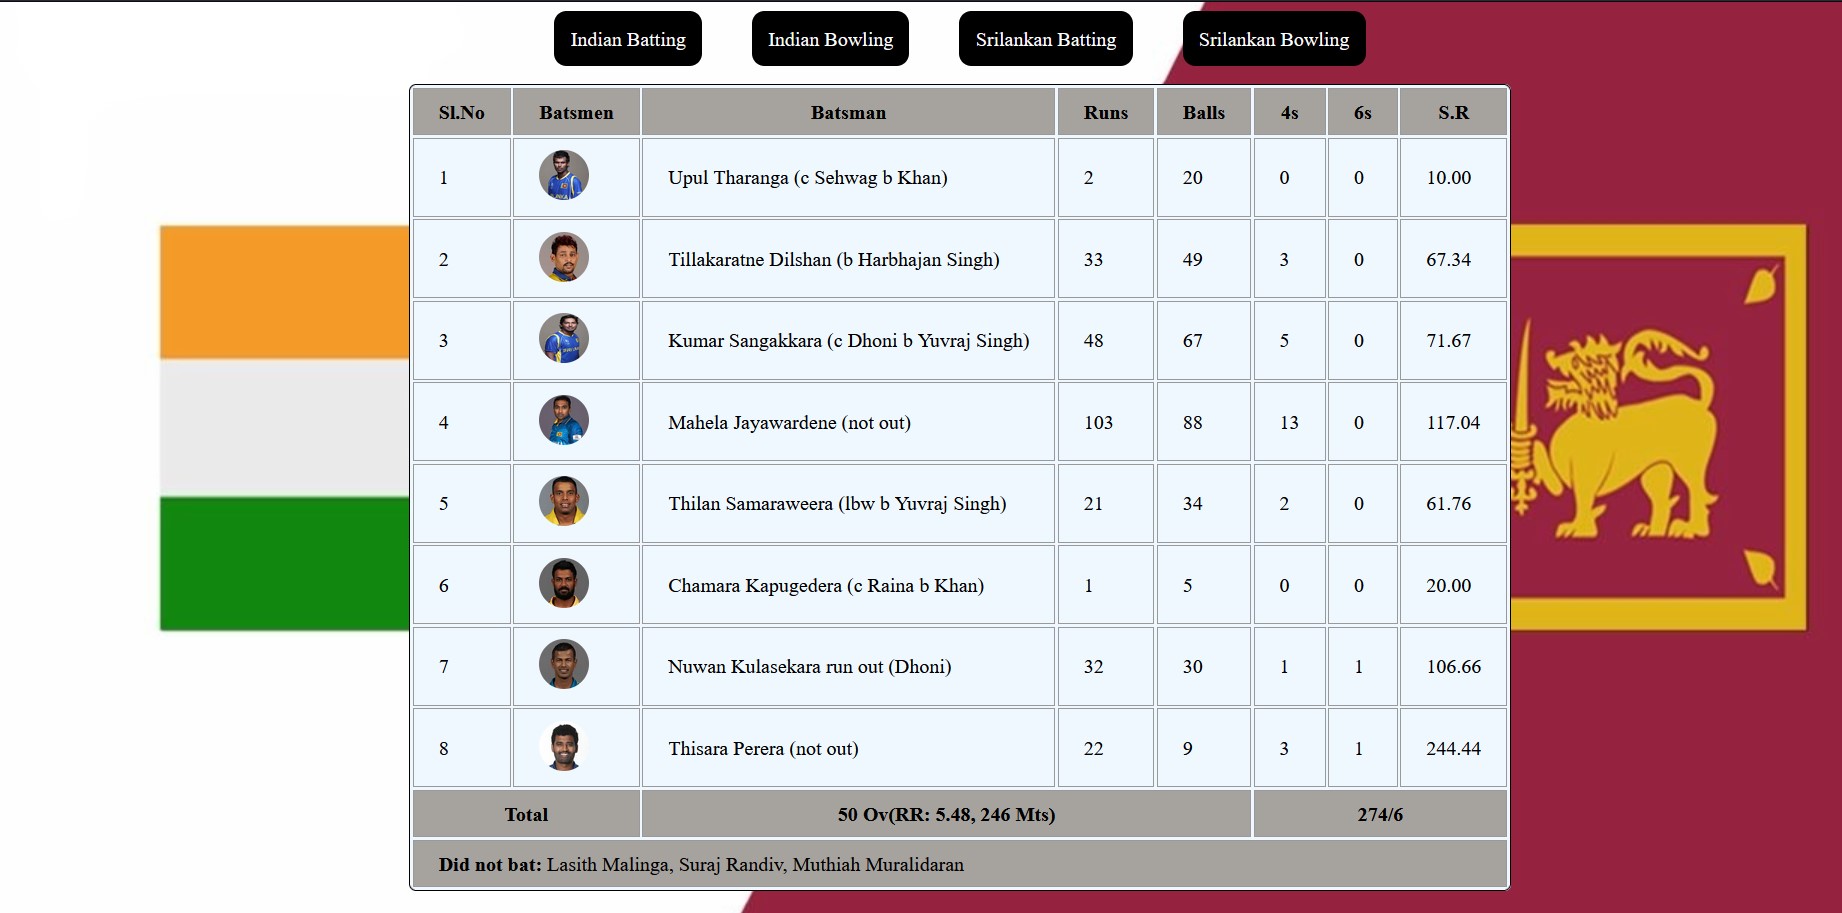 Indian Batting Indian Bowling Srilankan Batting Srilankan Bowling
Sl.No Batsmen Batsman Runs Balls 4s 6s S.R
1 Upul Tharanga (c Sehwag b Khan) 2 20 0 0 10.00
2 Tillakaratne Dilshan (b Harbhajan Singh) 33 49 3 0 67.34
3 Kumar Sangakkara (c Dhoni b Yuvraj Singh) 48 67 5 0 71.67
4 Mahela Jayawardene (not out) 103 88 13 0 117.04
5 Thilan Samaraweera (lbw b Yuvraj Singh) 21 34 2 0 61.76
6 Chamara Kapugedera (c Raina b Khan) 1 5 0 0 20.00
7 Nuwan Kulasekara run out (Dhoni) 32 30 1 1 106.66
8 Thisara Perera (not out) 22 9 3 1 244.44
Total 50 Ov(RR: 5.48, 246 Mts) 274/6
Did not bat: Lasith Malinga, Suraj Randiv, Muthiah Muralidaran